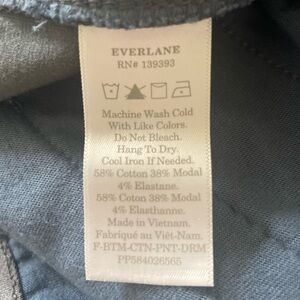 EVERLANE
RN# 139393
Machine Wash Cold
With Like Colors.
Do Not Bleach.
Hang To Dry.
Cool Iron If Needed.
58% Cotton 38% Modal
4% Elastane.
58% Coton 38% Modal
4% Elasthanne.
Made in Vietnam.
Fabriqué au Viêt-Nam.
F-BTM-CTN-PNT-DRM
PP584026565